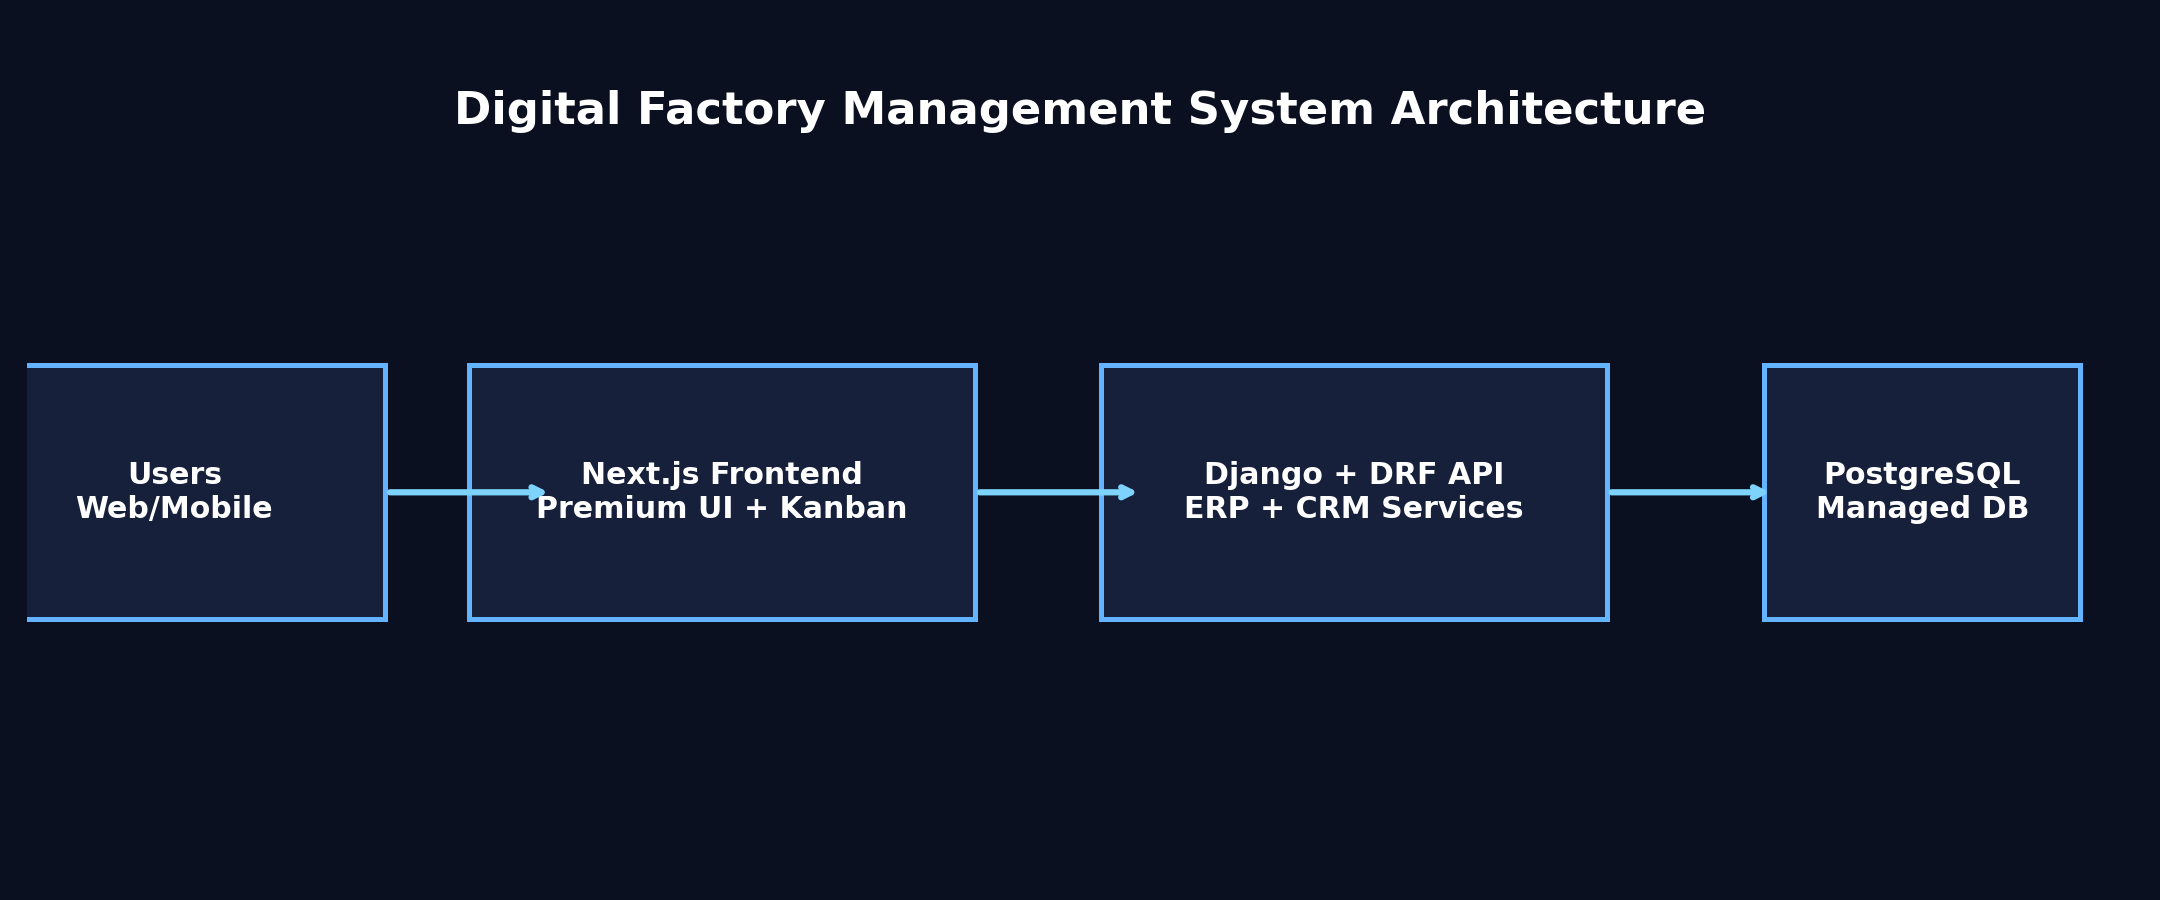 Digital Factory Management System Architecture
Users
Web/Mobile
Next.js Frontend
Premium UI + Kanban
Django + DRF API
ERP + CRM Services
PostgreSQL
Managed DB